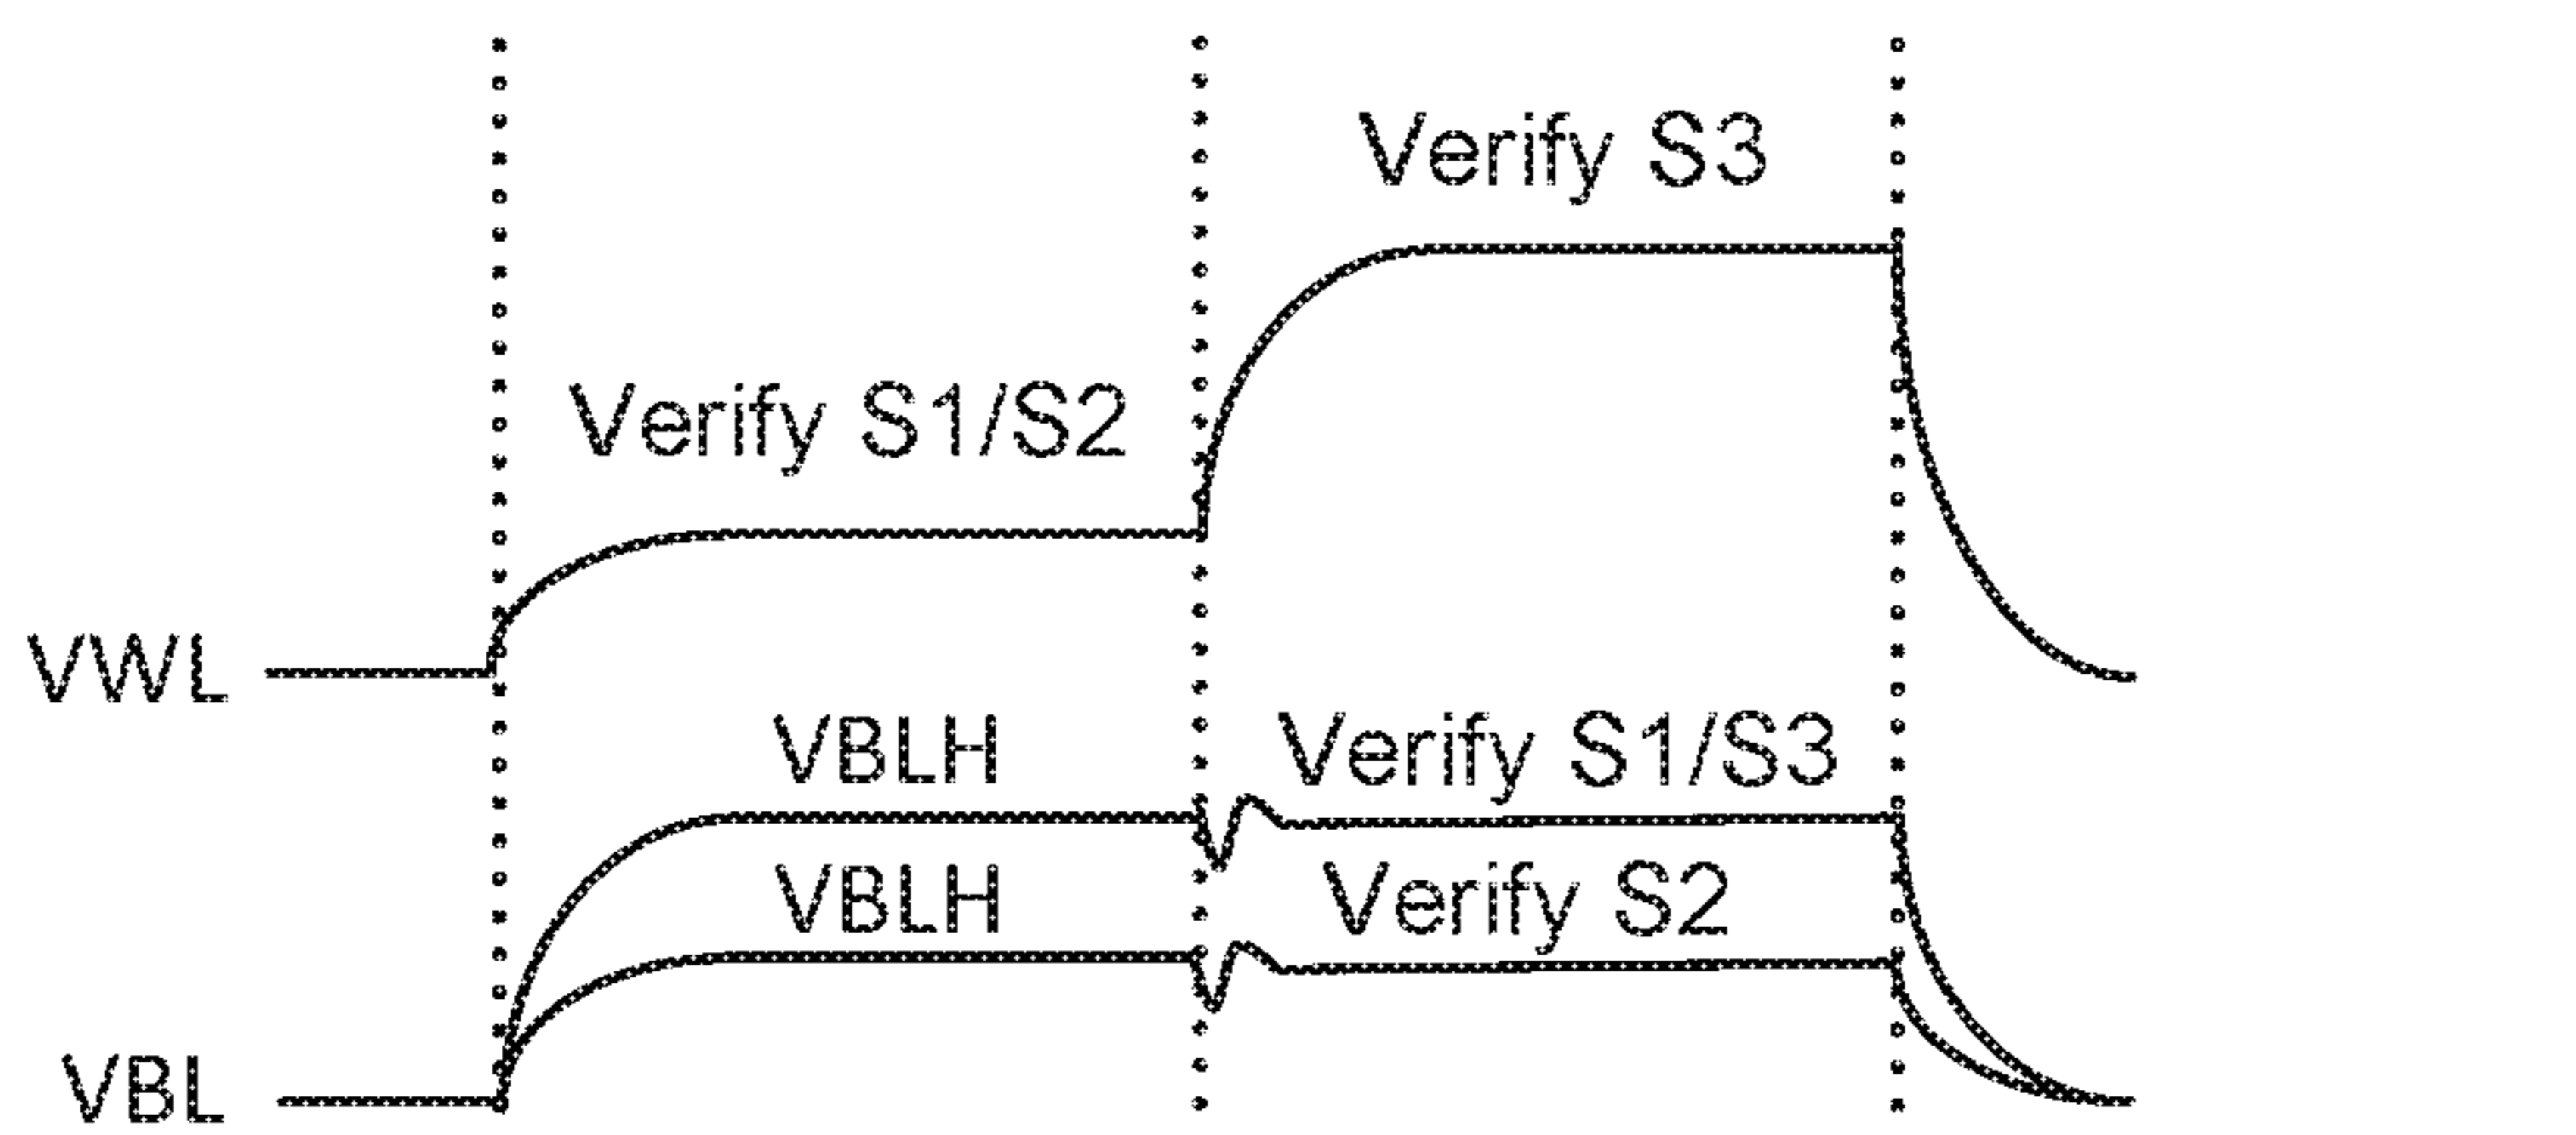 Verify S3
Verify S1/S2
VWL
VBLH
Verify S1/S3
VBLH
Verify S2
VBL